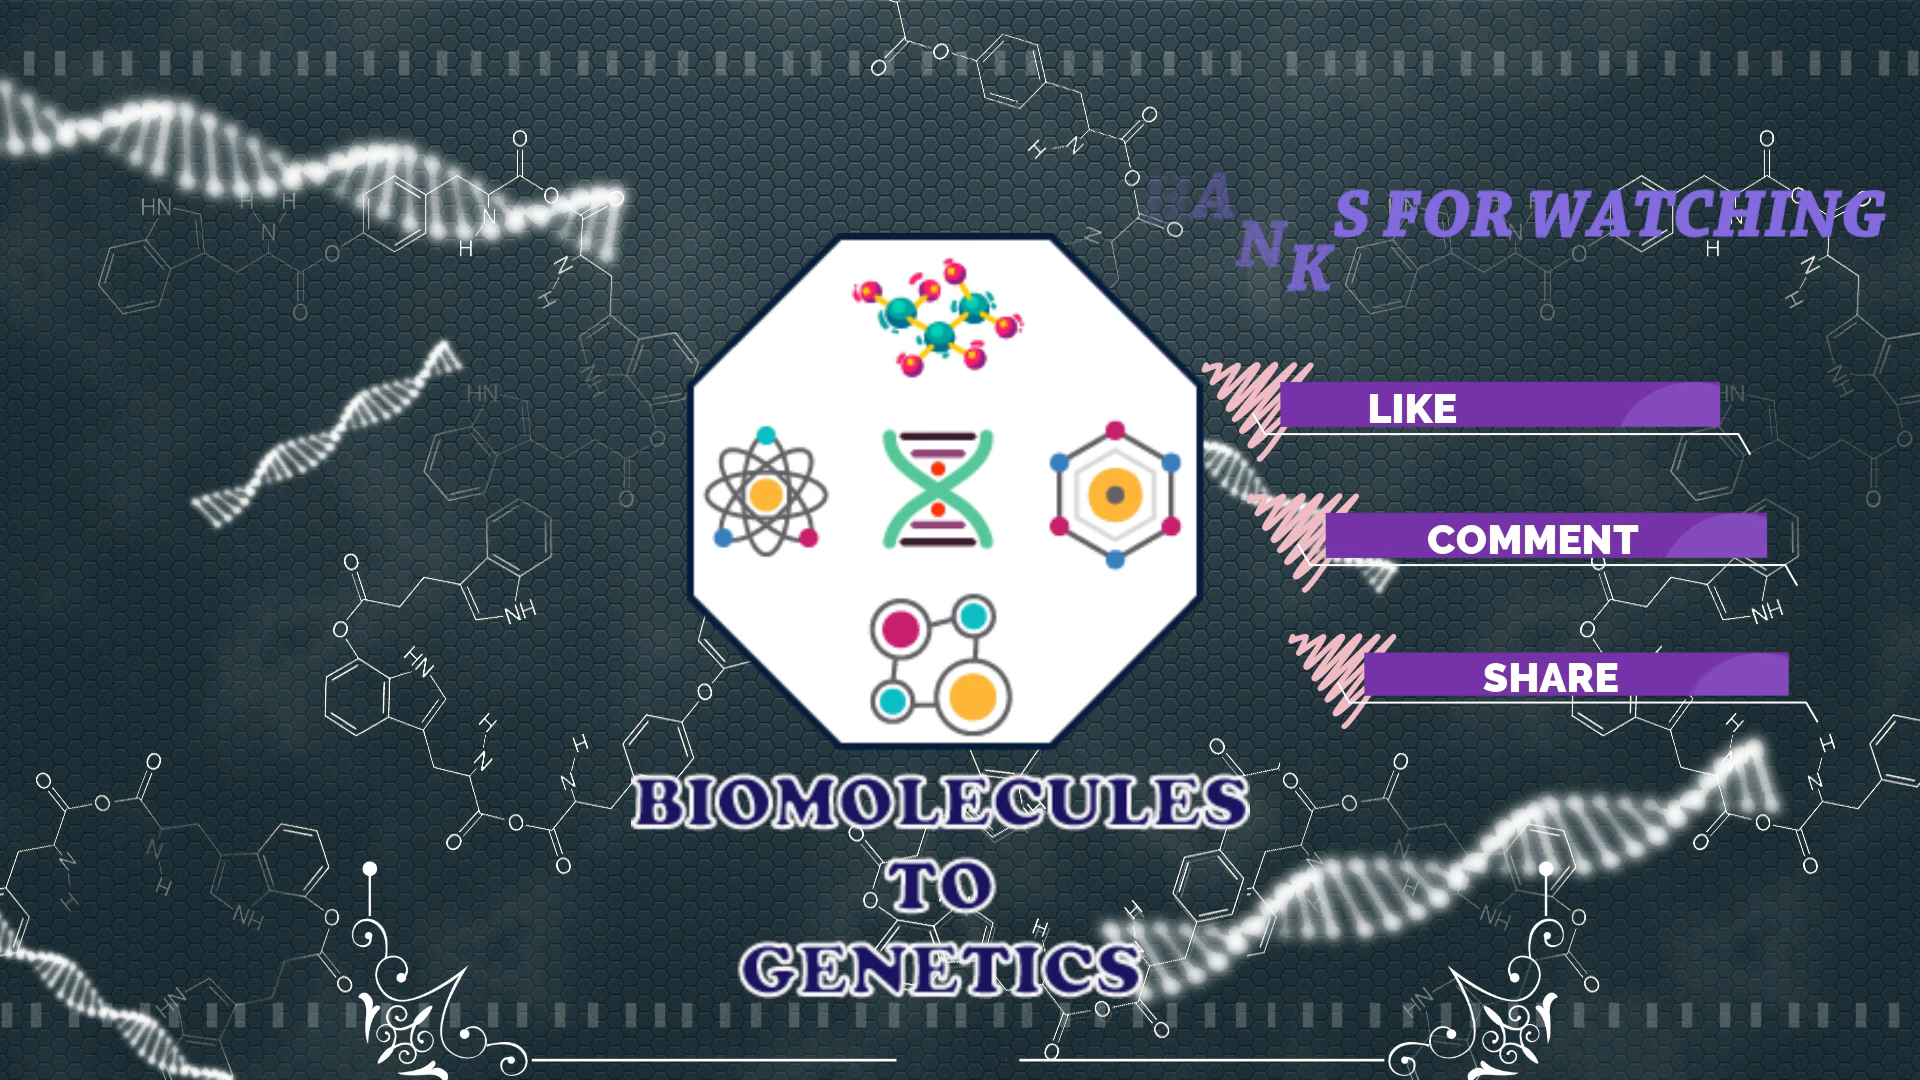 HANKS FOR WATCHING
LIKE
COMMENT
SHARE
BIOMOLECULES
TO
GENETICS